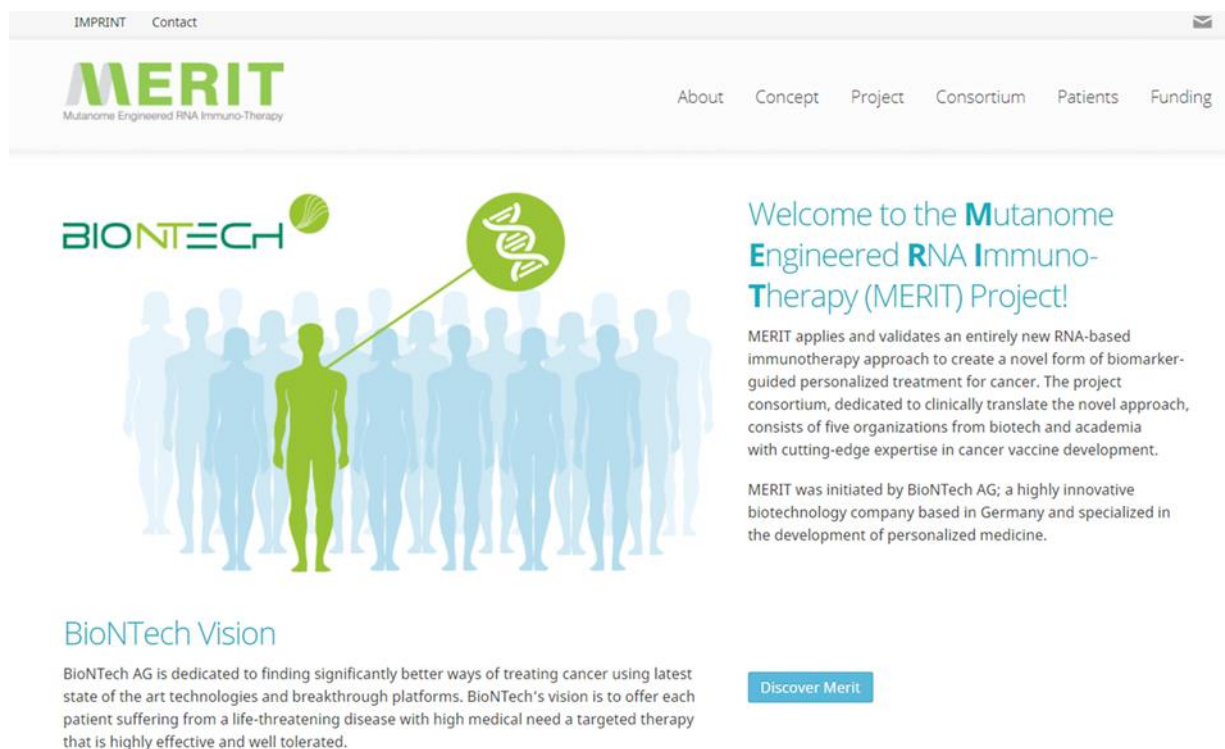 IMPRINT Contact
MERIT
Mutanome Engineered RNA Immuno-Therapy
About Concept Project Consortium Patients Funding
BIONTECH
Welcome to the Mutanome
Engineered RNA Immuno-
Therapy (MERIT) Project!
MERIT applies and validates an entirely new RNA-based
immunotherapy approach to create a novel form of biomarker-
guided personalized treatment for cancer. The project
consortium, dedicated to clinically translate the novel approach,
consists of five organizations from biotech and academia
with cutting-edge expertise in cancer vaccine development.
MERIT was initiated by BioNTech AG; a highly innovative
biotechnology company based in Germany and specialized in
the development of personalized medicine.
BioNTech Vision
BioNTech AG is dedicated to finding significantly better ways of treating cancer using latest
state of the art technologies and breakthrough platforms. BioNTech's vision is to offer each
patient suffering from a life-threatening disease with high medical need a targeted therapy
that is highly effective and well tolerated.
Discover Merit